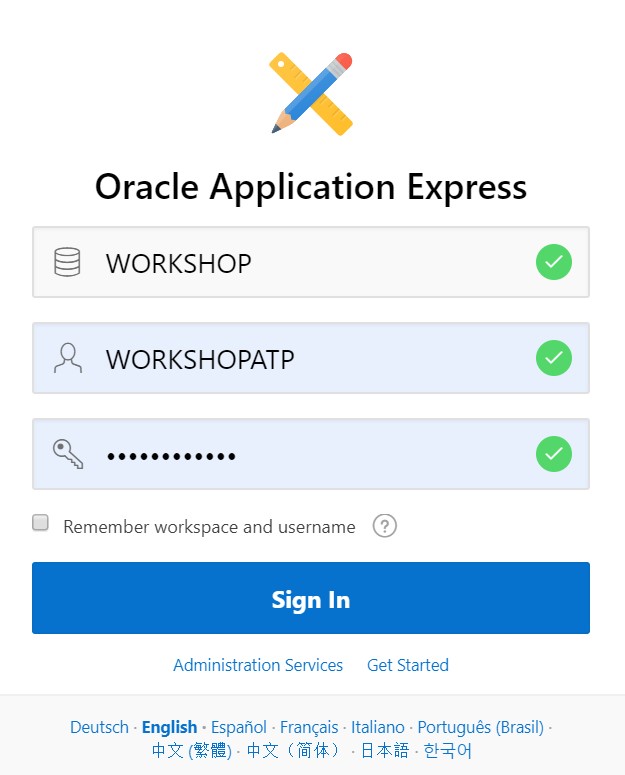 Oracle Application Express
WORKSHOP
WORKSHOPATP
••••••••••••
Remember workspace and username ?
Sign In
Administration Services Get Started
Deutsch · English · Español · Français · Italiano · Português (Brasil) ·
中文 (繁體) · 中文（简体） · 日本語 · 한국어